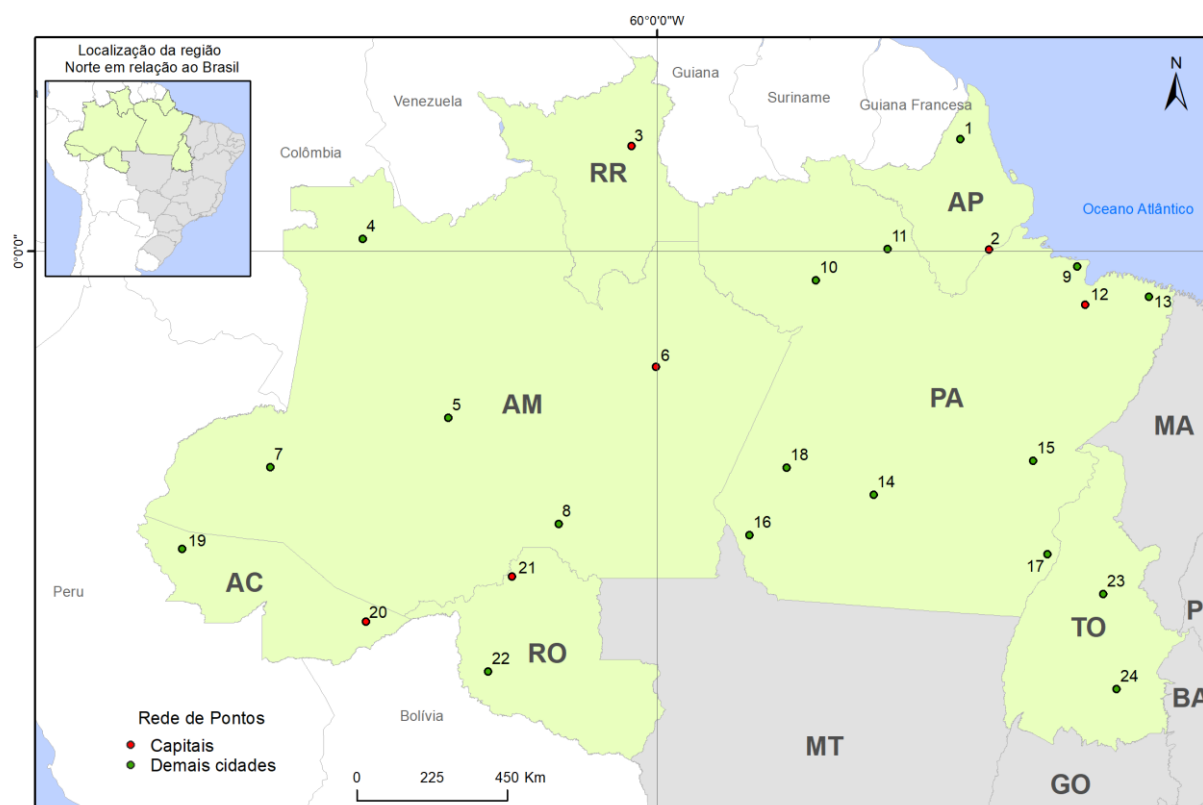 60°0'0"W
Localização da região
Norte em relação ao Brasil
N
Guiana
Suriname
Venezuela
Guiana Francesa
1
3
Colômbia
RR
AP
Oceano Atlântico
4
11
2
0°0'0"
10
9
12
13
6
AM
PA
5
MA
15
7
18
14
8
16
19
17
21
AC
23
Peru
20
TO
RO
22
24
BA
Rede de Pontos
Bolívia
Capitais
MT
Demais cidades
GO
0 225 450 Km